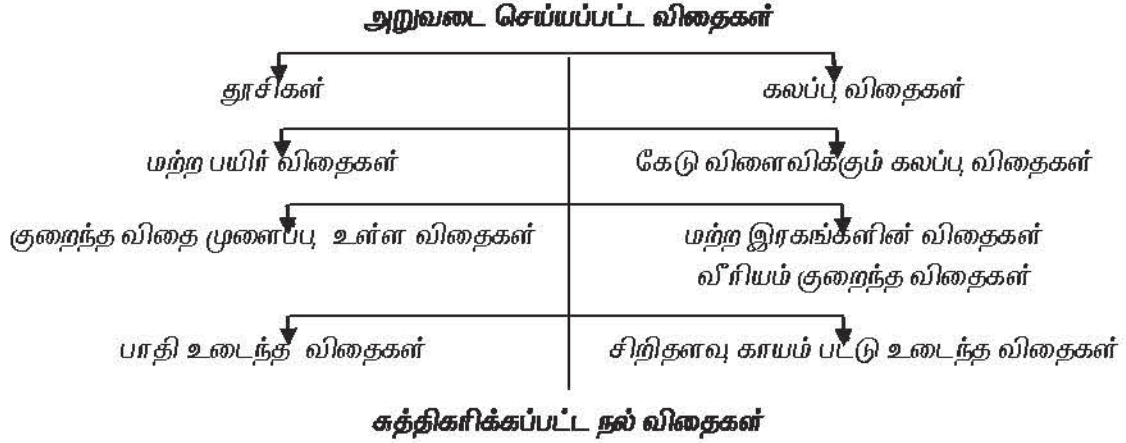 அறுவடை செய்யப்பட்ட விதைகள்
தூசிகள்
கலப்பு விதைகள்
மற்ற பயிர் விதைகள்
கேடு விளைவிக்கும் கலப்பு விதைகள்
குறைந்த விதை முளைப்பு உள்ள விதைகள்
மற்ற இரகங்களின் விதைகள்
வீரியம் குறைந்த விதைகள்
பாதி உடைந்த விதைகள்
சிறிதளவு காயம் பட்டு உடைந்த விதைகள்
சுத்திகரிக்கப்பட்ட நல் விதைகள்